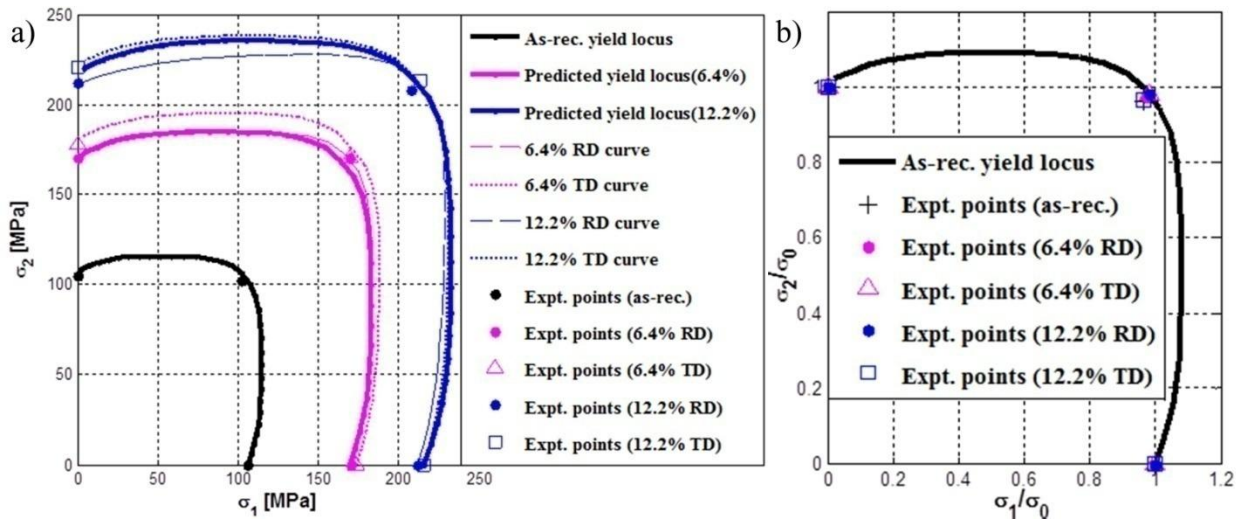 a)
250
200
150
100
50
0
σ2 [MPa]
0 50 100 150 200 250
σ1 [MPa]
As-rec. yield locus
Predicted yield locus(6.4%)
Predicted yield locus(12.2%)
6.4% RD curve
6.4% TD curve
12.2% RD curve
12.2% TD curve
Expt. points (as-rec.)
Expt. points (6.4% RD)
Expt. points (6.4% TD)
Expt. points (12.2% RD)
Expt. points (12.2% TD)
b)
1
0.8
0.6
0.4
0.2
0
σ2/σ0
0 0.2 0.4 0.6 0.8 1 1.2
σ1/σ0
As-rec. yield locus
Expt. points (as-rec.)
Expt. points (6.4% RD)
Expt. points (6.4% TD)
Expt. points (12.2% RD)
Expt. points (12.2% TD)